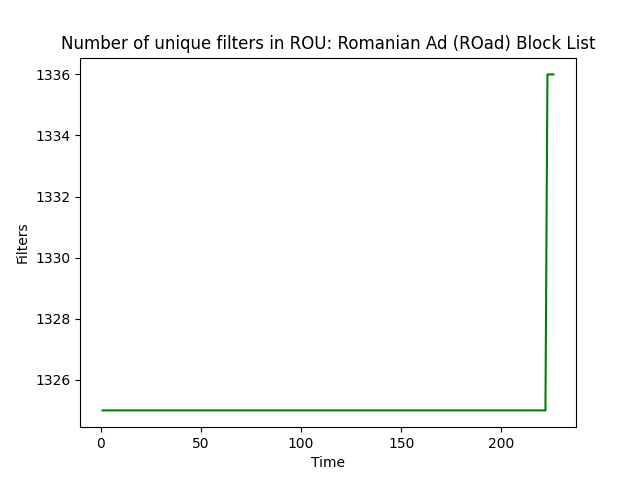 Number of unique filters in ROU: Romanian Ad (ROad) Block List
1336
1334
1332
1330
1328
1326
Filters
0 50 100 150 200
Time